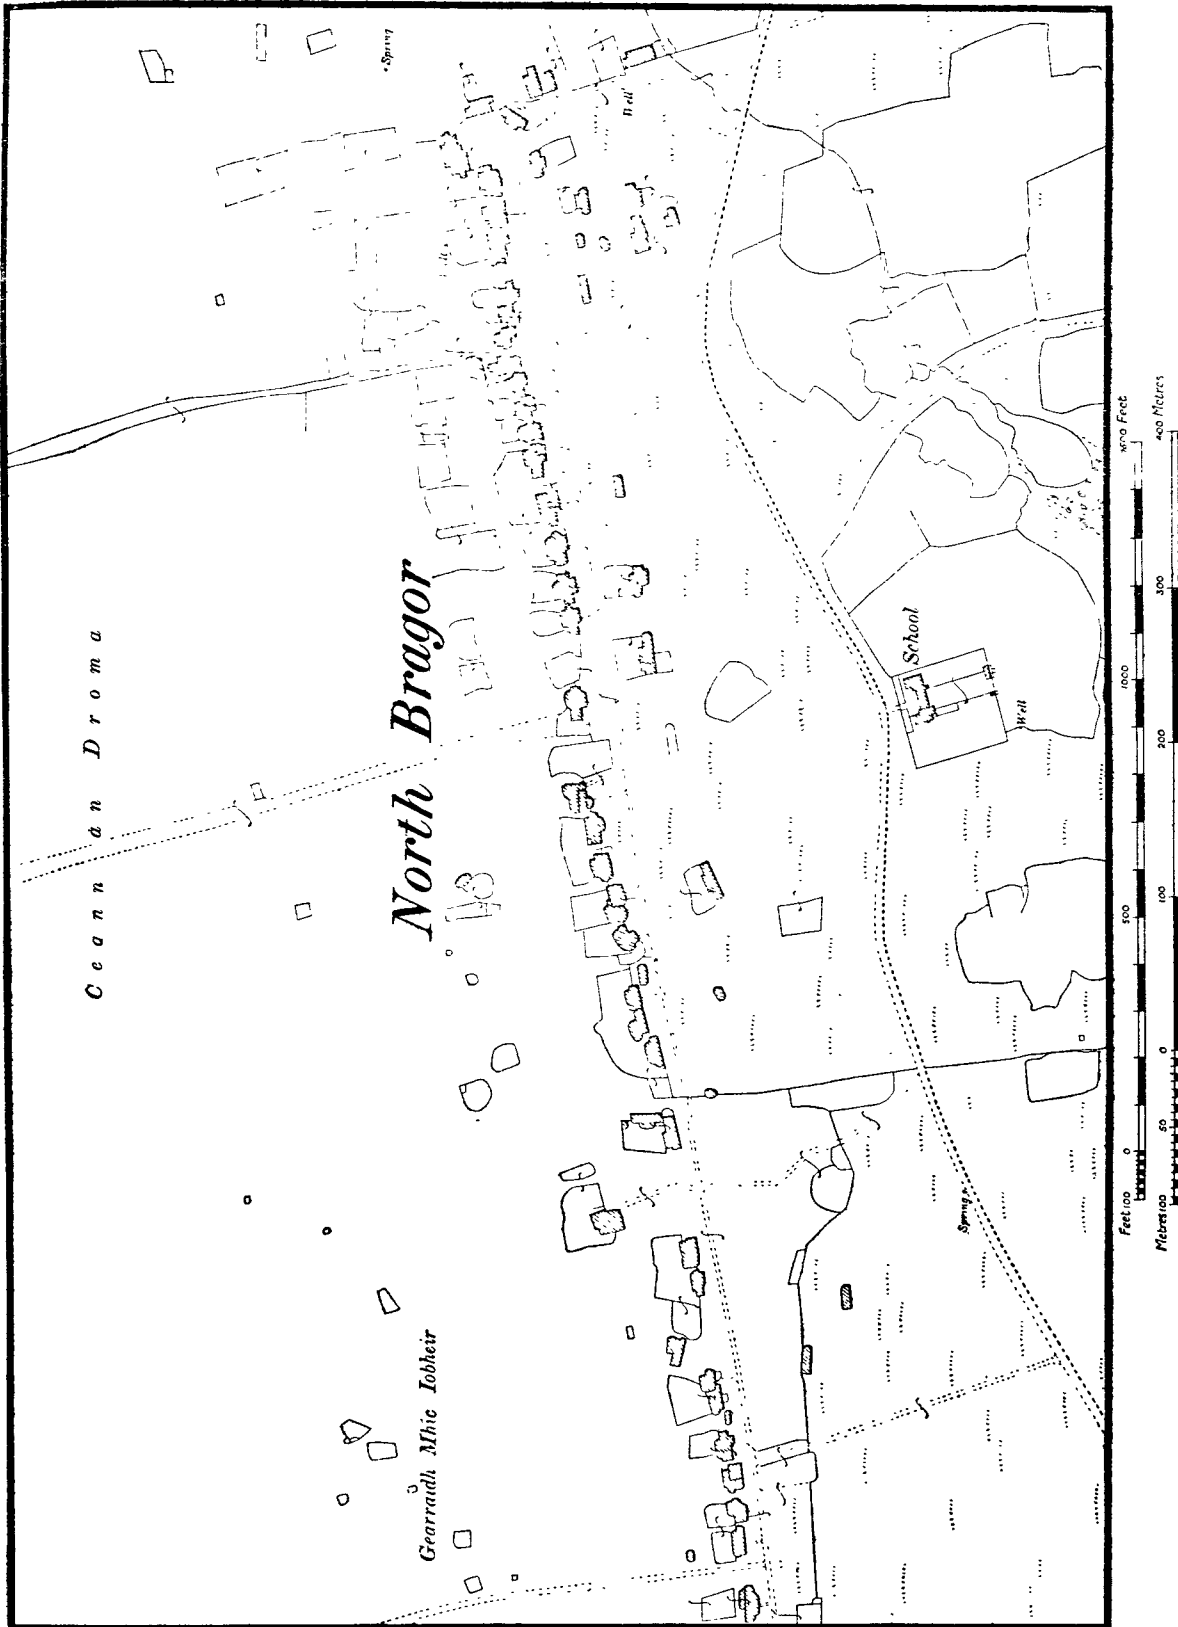 Ceann an Droma
North Bragor
Gearraidh Mhic Iobheir
Spring
Well
School
Well
Spring
Feet 100 0 500 1000 1500 Feet
Metres 100 50 0 100 200 300 400 Metres